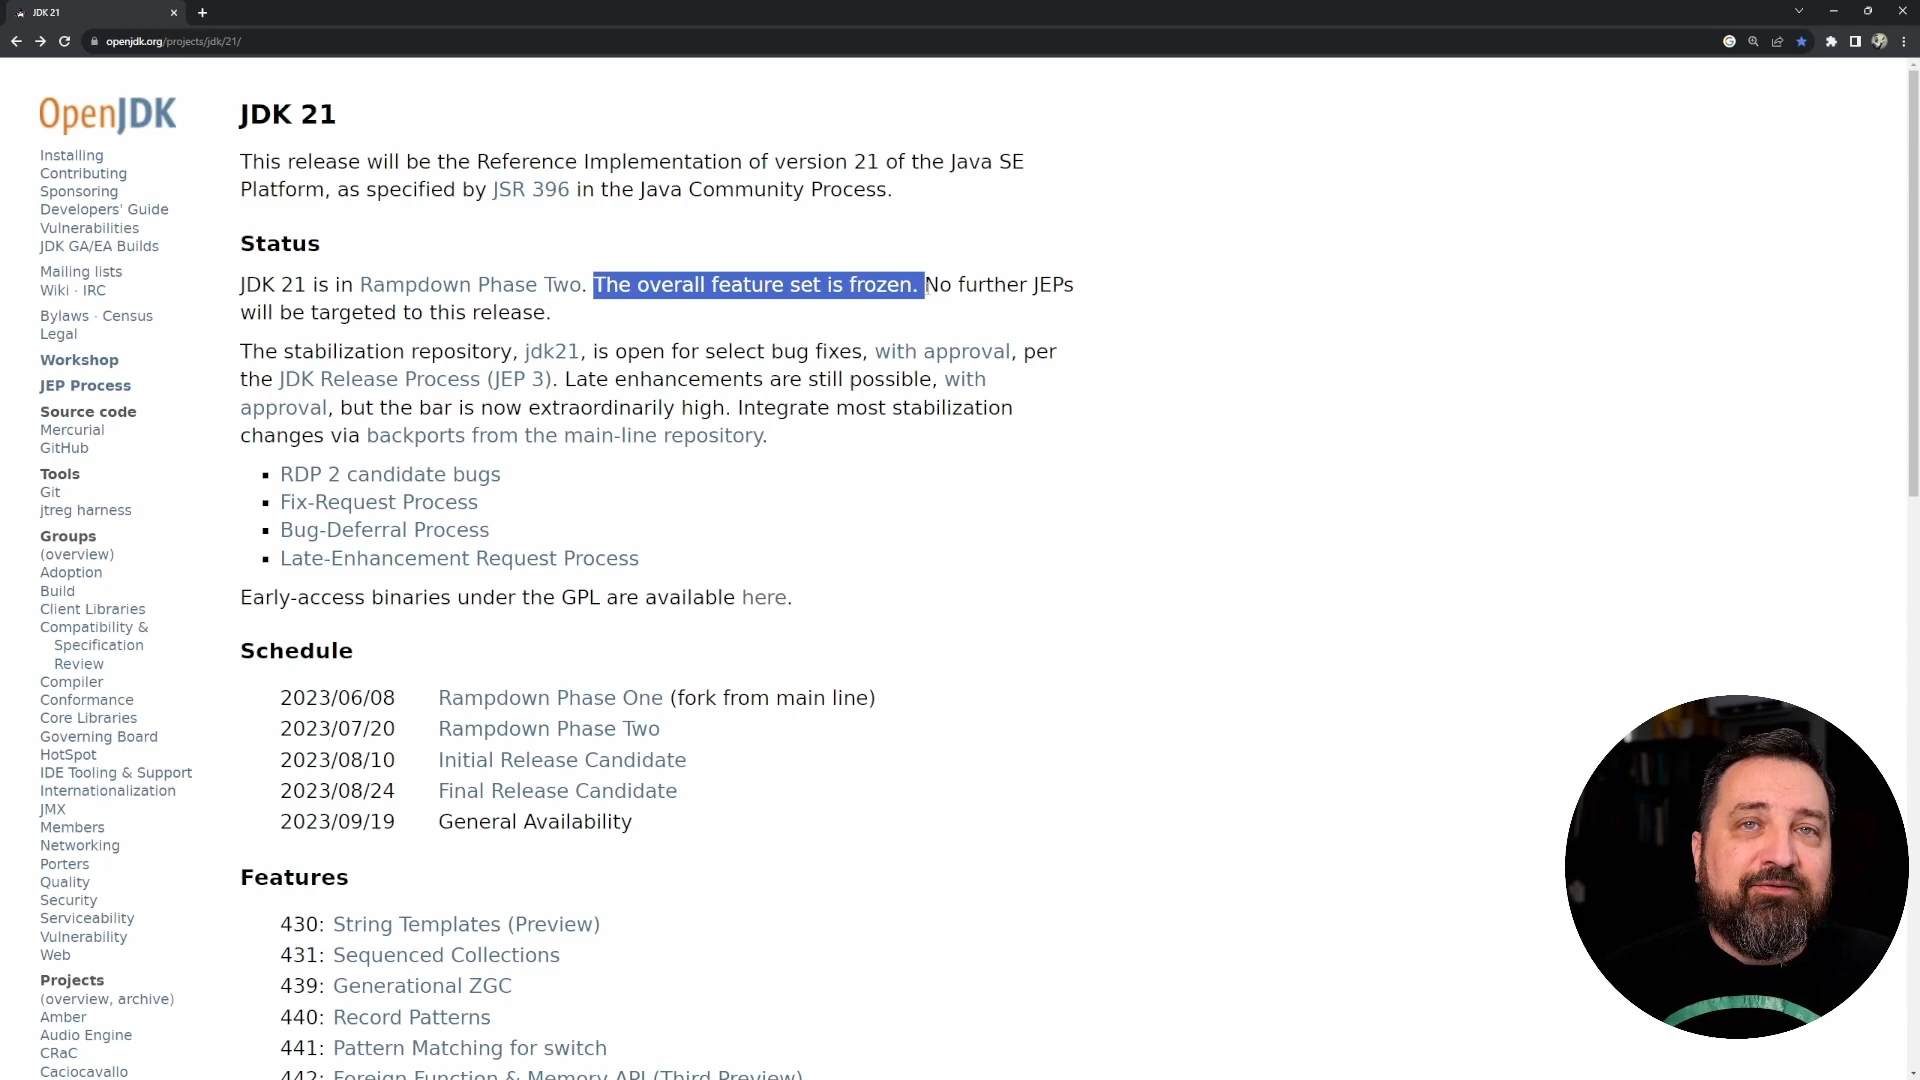 JDK 21
openjdk.org/projects/jdk/21/
OpenJDK
Installing
Contributing
Sponsoring
Developers' Guide
Vulnerabilities
JDK GA/EA Builds
Mailing lists
Wiki · IRC
Bylaws · Census
Legal
Workshop
JEP Process
Source code
Mercurial
GitHub
Tools
Git
jtreg harness
Groups
(overview)
Adoption
Build
Client Libraries
Compatibility &
Specification
Review
Compiler
Conformance
Core Libraries
Governing Board
HotSpot
IDE Tooling & Support
Internationalization
JMX
Members
Networking
Porters
Quality
Security
Serviceability
Vulnerability
Web
Projects
(overview, archive)
Amber
Audio Engine
CRaC
Caciocavallo
JDK 21
This release will be the Reference Implementation of version 21 of the Java SE
Platform, as specified by JSR 396 in the Java Community Process.
Status
JDK 21 is in Rampdown Phase Two. The overall feature set is frozen. No further JEPs
will be targeted to this release.
The stabilization repository, jdk21, is open for select bug fixes, with approval, per
the JDK Release Process (JEP 3). Late enhancements are still possible, with
approval, but the bar is now extraordinarily high. Integrate most stabilization
changes via backports from the main-line repository.
▪ RDP 2 candidate bugs
▪ Fix-Request Process
▪ Bug-Deferral Process
▪ Late-Enhancement Request Process
Early-access binaries under the GPL are available here.
Schedule
2023/06/08 Rampdown Phase One (fork from main line)
2023/07/20 Rampdown Phase Two
2023/08/10 Initial Release Candidate
2023/08/24 Final Release Candidate
2023/09/19 General Availability
Features
430: String Templates (Preview)
431: Sequenced Collections
439: Generational ZGC
440: Record Patterns
441: Pattern Matching for switch
442: Foreign Function & Memory API (Third Preview)